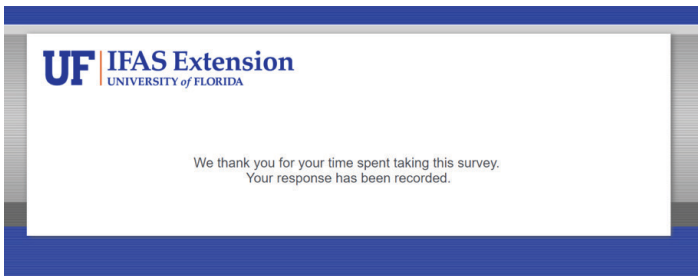 UF IFAS Extension
UNIVERSITY of FLORIDA
We thank you for your time spent taking this survey.
Your response has been recorded.